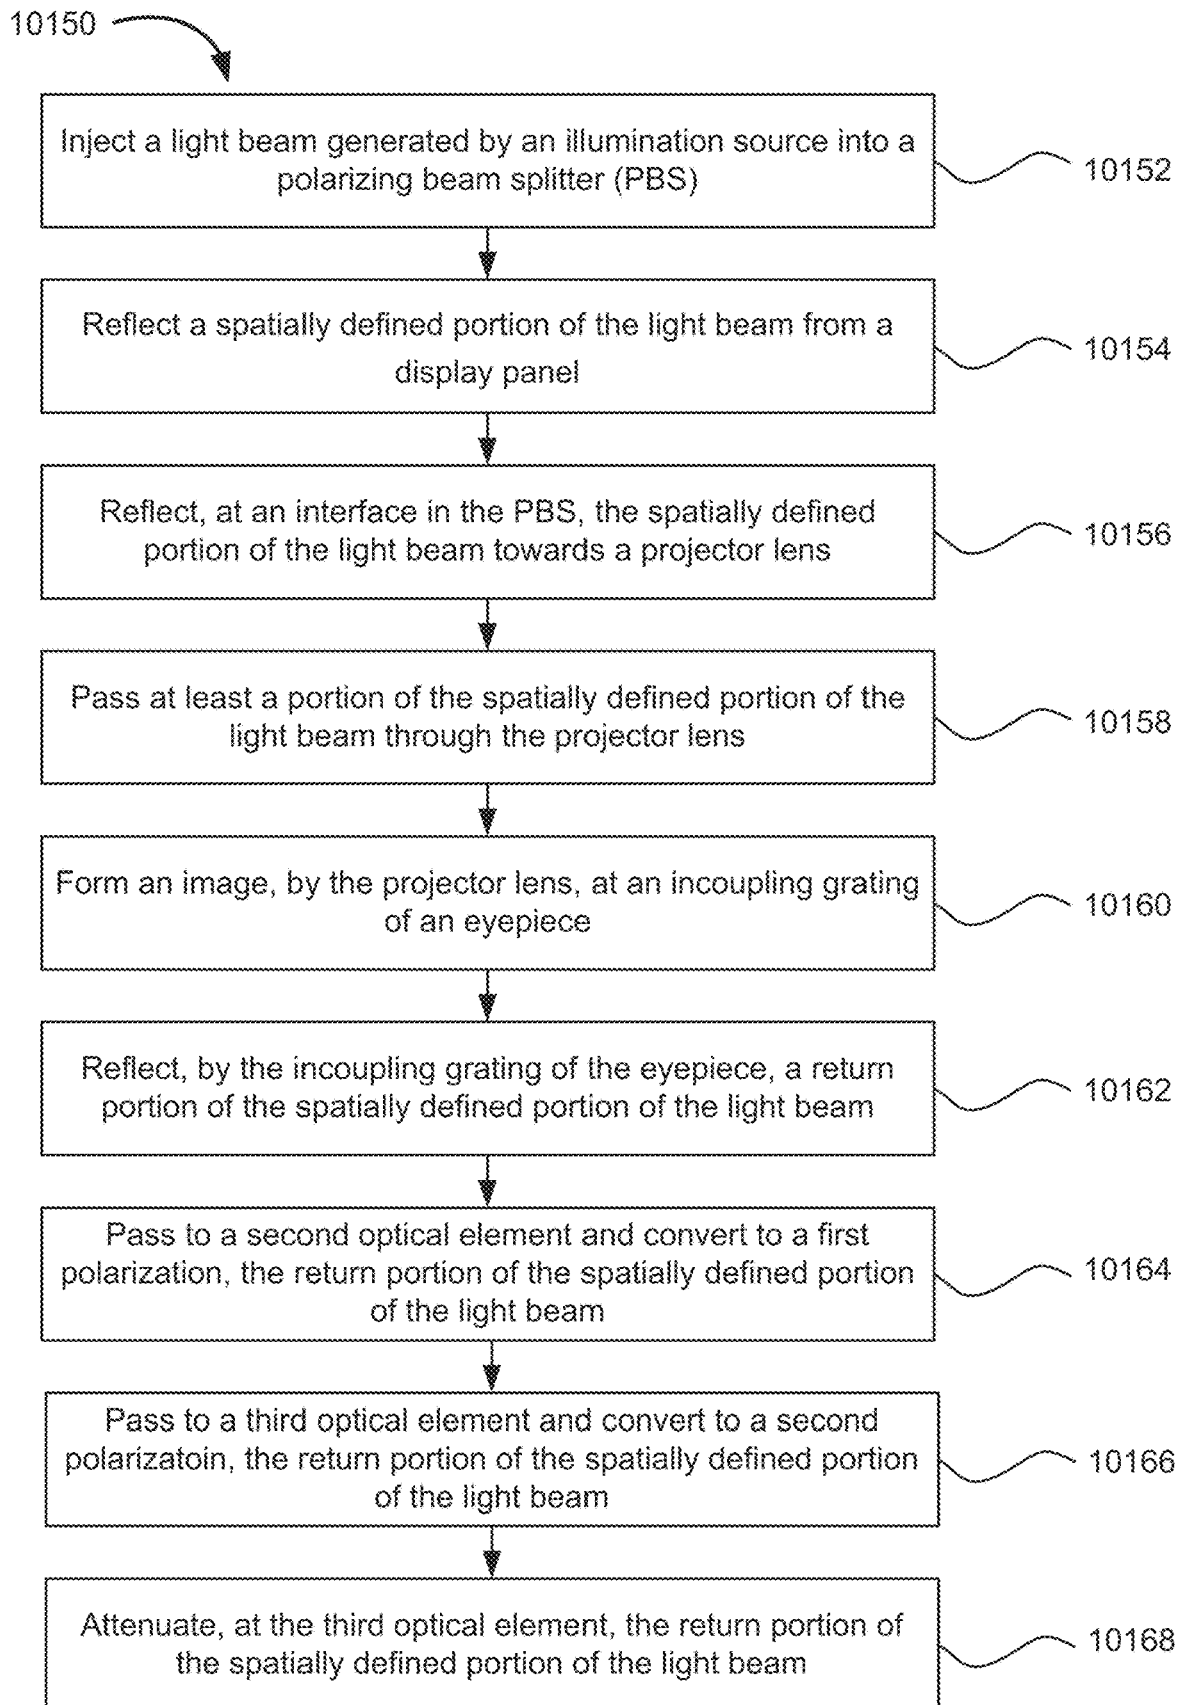 10150
Inject a light beam generated by an illumination source into a
polarizing beam splitter (PBS)
10152
Reflect a spatially defined portion of the light beam from a
display panel
10154
Reflect, at an interface in the PBS, the spatially defined
portion of the light beam towards a projector lens
10156
Pass at least a portion of the spatially defined portion of the
light beam through the projector lens
10158
Form an image, by the projector lens, at an incoupling grating
of an eyepiece
10160
Reflect, by the incoupling grating of the eyepiece, a return
portion of the spatially defined portion of the light beam
10162
Pass to a second optical element and convert to a first
polarization, the return portion of the spatially defined portion
of the light beam
10164
Pass to a third optical element and convert to a second
polarizatoin, the return portion of the spatially defined portion
of the light beam
10166
Attenuate, at the third optical element, the return portion of
the spatially defined portion of the light beam
10168